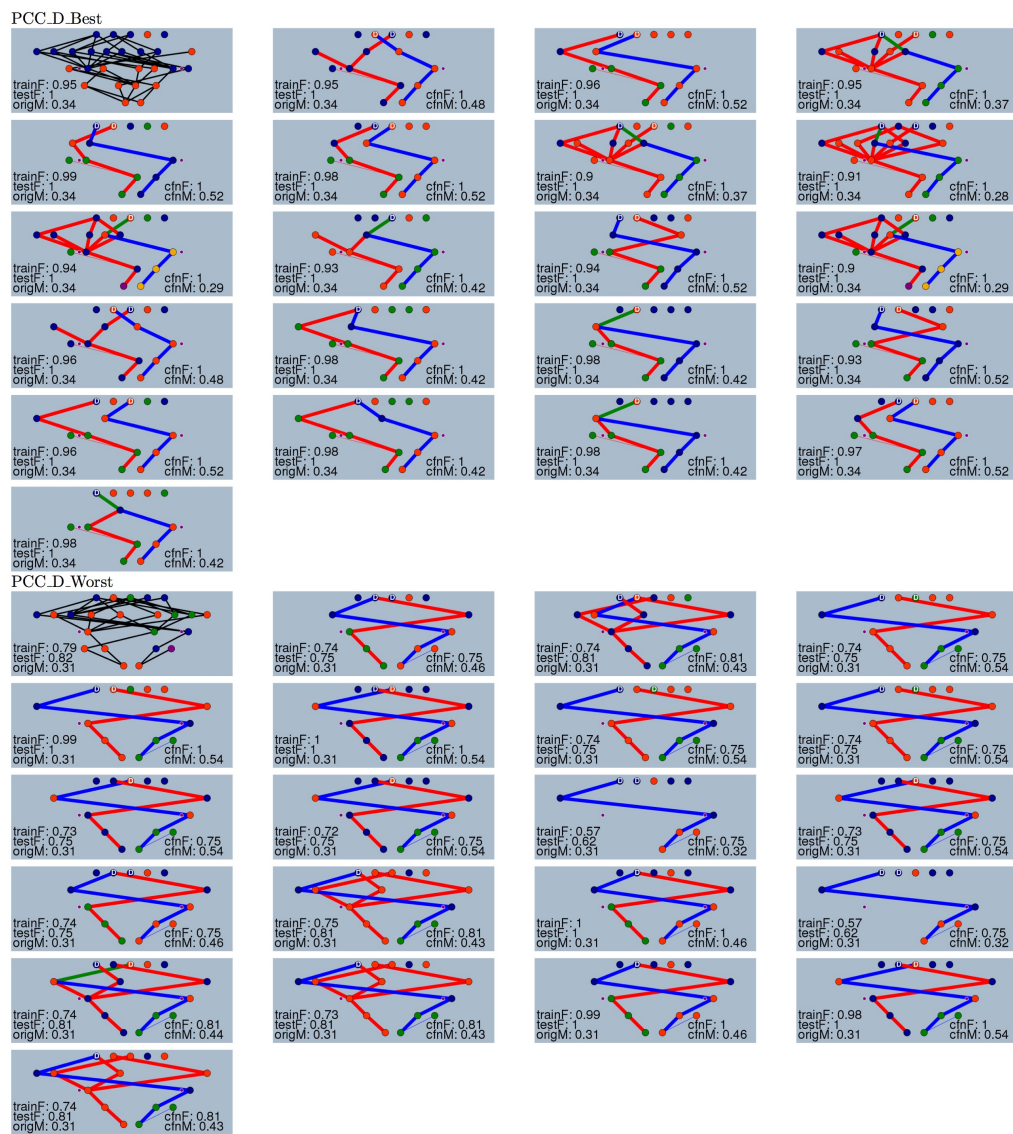 PCC_D_Best
trainF: 0.95
testF: 1
origM: 0.34
D D
trainF: 0.95
testF: 1 cfnF: 1
origM: 0.34 cfnM: 0.48
D D
trainF: 0.96
testF: 1 cfnF: 1
origM: 0.34 cfnM: 0.52
D D
trainF: 0.95
testF: 1 cfnF: 1
origM: 0.34 cfnM: 0.37
D D
trainF: 0.99
testF: 1 cfnF: 1
origM: 0.34 cfnM: 0.52
D D
trainF: 0.98
testF: 1 cfnF: 1
origM: 0.34 cfnM: 0.52
D D
trainF: 0.9
testF: 1 cfnF: 1
origM: 0.34 cfnM: 0.37
D D
trainF: 0.91
testF: 1 cfnF: 1
origM: 0.34 cfnM: 0.28
D
trainF: 0.94
testF: 1 cfnF: 1
origM: 0.34 cfnM: 0.29
D
trainF: 0.93
testF: 1 cfnF: 1
origM: 0.34 cfnM: 0.42
D D
trainF: 0.94
testF: 1 cfnF: 1
origM: 0.34 cfnM: 0.52
D
trainF: 0.9
testF: 1 cfnF: 1
origM: 0.34 cfnM: 0.29
D D
trainF: 0.96
testF: 1 cfnF: 1
origM: 0.34 cfnM: 0.48
D
trainF: 0.98
testF: 1 cfnF: 1
origM: 0.34 cfnM: 0.42
D
trainF: 0.98
testF: 1 cfnF: 1
origM: 0.34 cfnM: 0.42
D D
trainF: 0.93
testF: 1 cfnF: 1
origM: 0.34 cfnM: 0.52
D D
trainF: 0.96
testF: 1 cfnF: 1
origM: 0.34 cfnM: 0.52
D
trainF: 0.98
testF: 1 cfnF: 1
origM: 0.34 cfnM: 0.42
D
trainF: 0.98
testF: 1 cfnF: 1
origM: 0.34 cfnM: 0.42
D D
trainF: 0.97
testF: 1 cfnF: 1
origM: 0.34 cfnM: 0.52
D
trainF: 0.98
testF: 1 cfnF: 1
origM: 0.34 cfnM: 0.42
PCC_D_Worst
trainF: 0.79
testF: 0.82
origM: 0.31
D D
trainF: 0.74
testF: 0.75 cfnF: 0.75
origM: 0.31 cfnM: 0.46
D D
trainF: 0.74
testF: 0.81 cfnF: 0.81
origM: 0.31 cfnM: 0.43
D D
trainF: 0.74
testF: 0.75 cfnF: 0.75
origM: 0.31 cfnM: 0.54
D D
trainF: 0.99
testF: 1 cfnF: 1
origM: 0.31 cfnM: 0.54
D D
trainF: 1
testF: 1 cfnF: 1
origM: 0.31 cfnM: 0.54
D D
trainF: 0.74
testF: 0.75 cfnF: 0.75
origM: 0.31 cfnM: 0.54
D D
trainF: 0.74
testF: 0.75 cfnF: 0.75
origM: 0.31 cfnM: 0.54
D
trainF: 0.73
testF: 0.75 cfnF: 0.75
origM: 0.31 cfnM: 0.54
D
trainF: 0.72
testF: 0.75 cfnF: 0.75
origM: 0.31 cfnM: 0.54
D D
trainF: 0.57
testF: 0.62 cfnF: 0.75
origM: 0.31 cfnM: 0.32
D
trainF: 0.73
testF: 0.75 cfnF: 0.75
origM: 0.31 cfnM: 0.54
D D
trainF: 0.74
testF: 0.75 cfnF: 0.75
origM: 0.31 cfnM: 0.46
D
trainF: 0.75
testF: 0.81 cfnF: 0.81
origM: 0.31 cfnM: 0.43
D D
trainF: 1
testF: 1 cfnF: 1
origM: 0.31 cfnM: 0.46
D D
trainF: 0.57
testF: 0.62 cfnF: 0.75
origM: 0.31 cfnM: 0.32
D D
trainF: 0.74
testF: 0.81 cfnF: 0.81
origM: 0.31 cfnM: 0.44
D
trainF: 0.73
testF: 0.81 cfnF: 0.81
origM: 0.31 cfnM: 0.43
D
trainF: 0.99
testF: 1 cfnF: 1
origM: 0.31 cfnM: 0.46
D
trainF: 0.98
testF: 1 cfnF: 1
origM: 0.31 cfnM: 0.54
D
trainF: 0.74
testF: 0.81 cfnF: 0.81
origM: 0.31 cfnM: 0.43